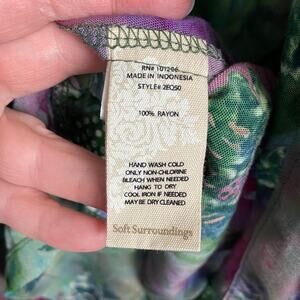 RN# 101206
MADE IN INDONESIA
STYLE# 2EQ50
100% RAYON
HAND WASH COLD
ONLY NON-CHLORINE
BLEACH WHEN NEEDED
HANG TO DRY
COOL IRON IF NEEDED
MAY BE DRY CLEANED
Soft Surroundings